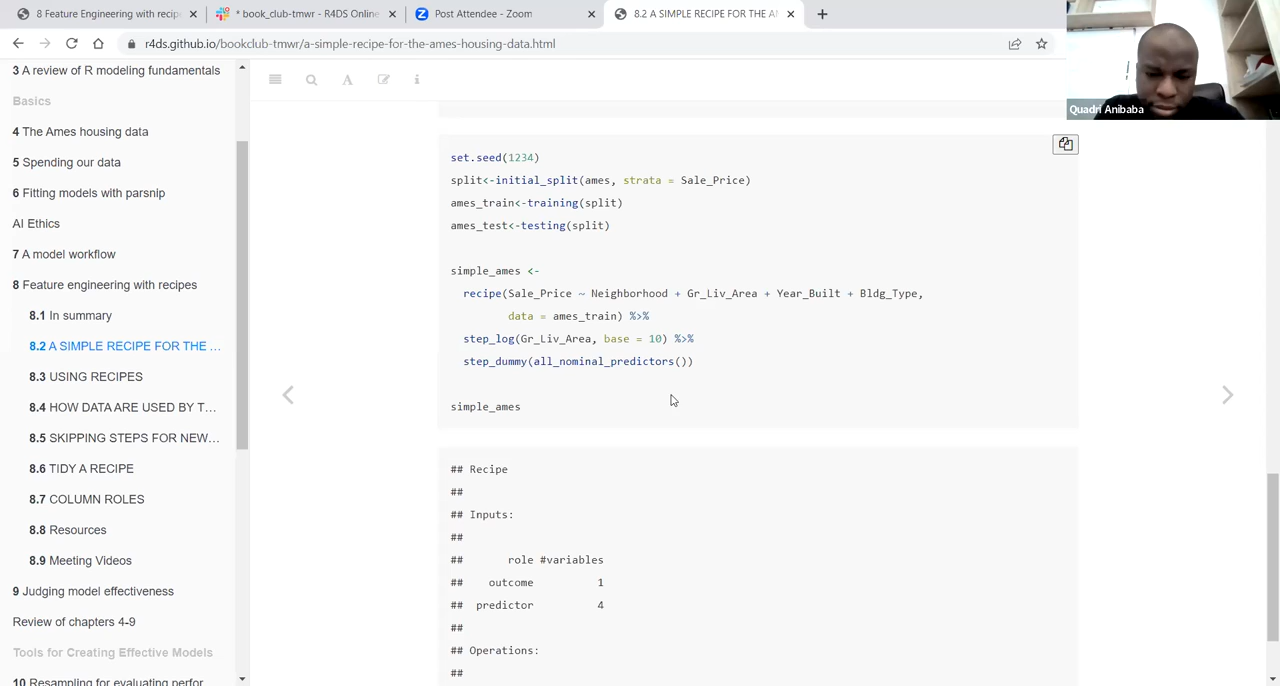 8 Feature Engineering with recipe
* book_club-tmwr - R4DS Online
Post Attendee - Zoom
8.2 A SIMPLE RECIPE FOR THE A
r4ds.github.io/bookclub-tmwr/a-simple-recipe-for-the-ames-housing-data.html
Quadri Anibaba
3 A review of R modeling fundamentals
Basics
4 The Ames housing data
5 Spending our data
6 Fitting models with parsnip
AI Ethics
7 A model workflow
8 Feature engineering with recipes
8.1 In summary
8.2 A SIMPLE RECIPE FOR THE ...
8.3 USING RECIPES
8.4 HOW DATA ARE USED BY T...
8.5 SKIPPING STEPS FOR NEW...
8.6 TIDY A RECIPE
8.7 COLUMN ROLES
8.8 Resources
8.9 Meeting Videos
9 Judging model effectiveness
Review of chapters 4-9
Tools for Creating Effective Models
10 Resampling for evaluating perfor
set.seed(1234)
split<-initial_split(ames, strata = Sale_Price)
ames_train<-training(split)
ames_test<-testing(split)
simple_ames <-
recipe(Sale_Price ~ Neighborhood + Gr_Liv_Area + Year_Built + Bldg_Type,
data = ames_train) %>%
step_log(Gr_Liv_Area, base = 10) %>%
step_dummy(all_nominal_predictors())
simple_ames
## Recipe
##
## Inputs:
##
## role #variables
## outcome 1
## predictor 4
##
## Operations:
##